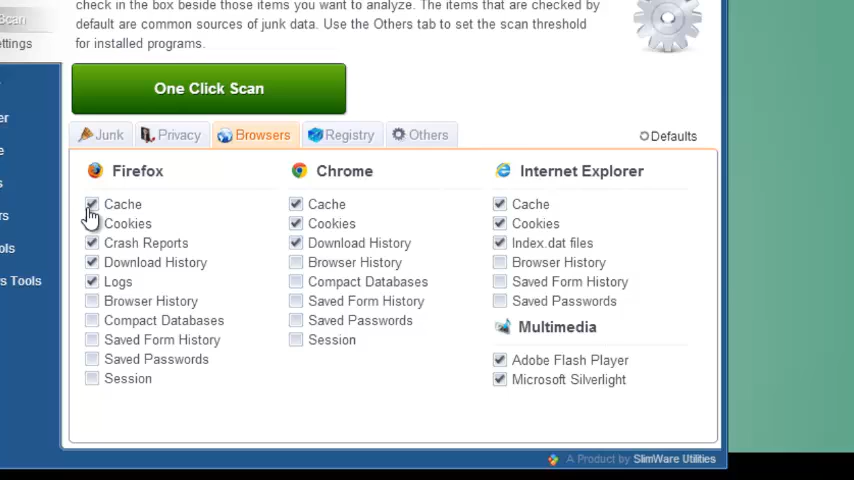 check in the box beside those items you want to analyze. The items that are checked by
default are common sources of junk data. Use the Others tab to set the scan threshold
for installed programs.
Scan
ettings
er
e
s
rs
ols
s Tools
One Click Scan
Junk
Privacy
Browsers
Registry
Others
Defaults
Firefox
Cache
Cookies
Crash Reports
Download History
Logs
Browser History
Compact Databases
Saved Form History
Saved Passwords
Session
Chrome
Cache
Cookies
Download History
Browser History
Compact Databases
Saved Form History
Saved Passwords
Session
Internet Explorer
Cache
Cookies
Index.dat files
Browser History
Saved Form History
Saved Passwords
Multimedia
Adobe Flash Player
Microsoft Silverlight
A Product by SlimWare Utilities